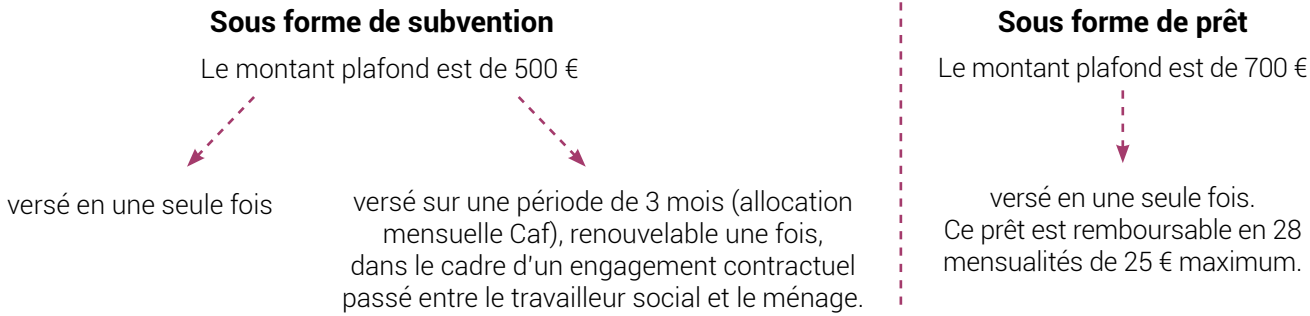 Sous forme de subvention
Le montant plafond est de 500 €
versé en une seule fois
versé sur une période de 3 mois (allocation
mensuelle Caf), renouvelable une fois,
dans le cadre d'un engagement contractuel
passé entre le travailleur social et le ménage.
Sous forme de prêt
Le montant plafond est de 700 €
versé en une seule fois.
Ce prêt est remboursable en 28
mensualités de 25 € maximum.